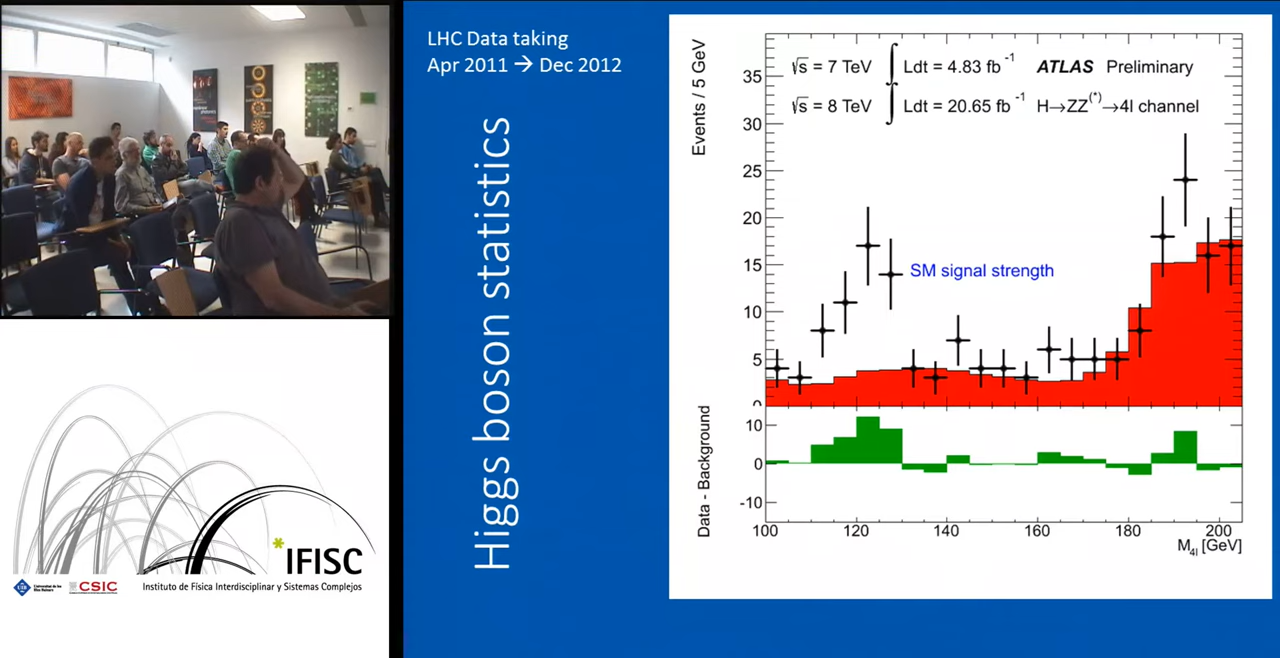 LHC Data taking
Apr 2011 → Dec 2012
Higgs boson statistics
Events / 5 GeV
√s = 7 TeV ∫ Ldt = 4.83 fb⁻¹ ATLAS Preliminary
√s = 8 TeV ∫ Ldt = 20.65 fb⁻¹ H→ZZ(*)→4l channel
35
30
25
20
15
10
5
0
SM signal strength
Data - Background
10
0
-10
100 120 140 160 180 200
M4l [GeV]
IFISC
CSIC
Instituto de Física Interdisciplinar y Sistemas Complejos